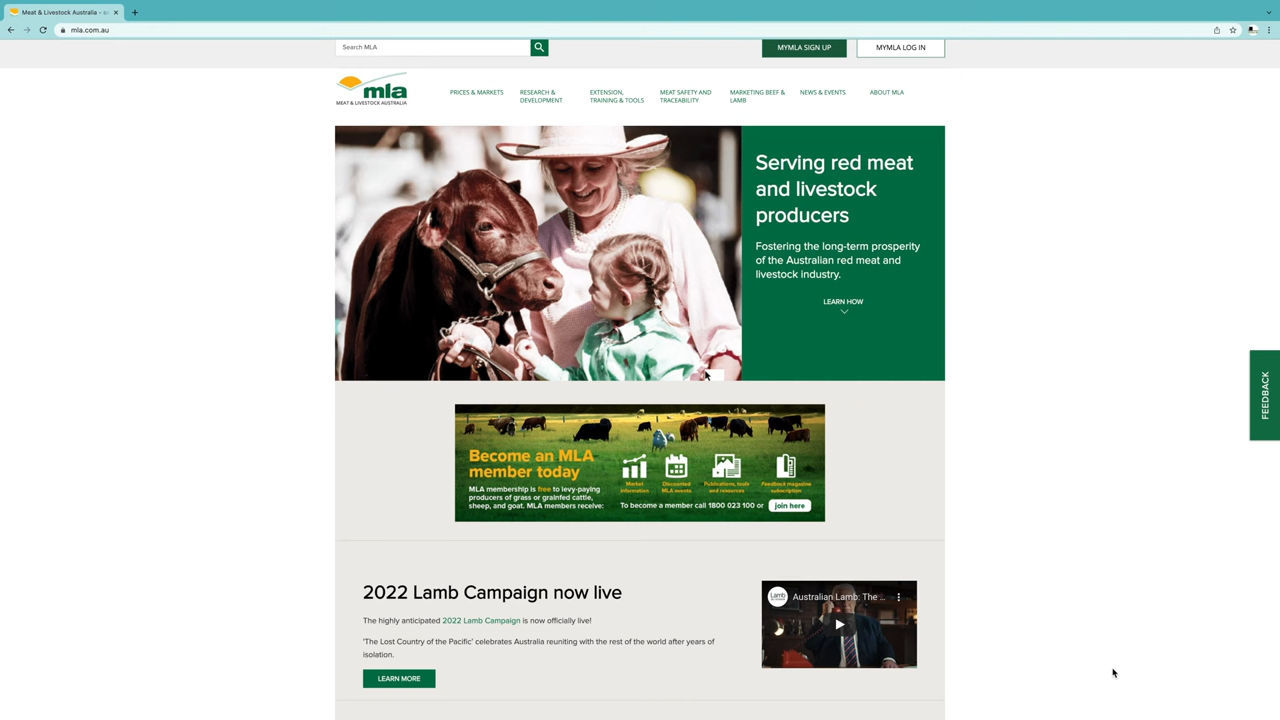 Meat & Livestock Australia -
mla.com.au
Search MLA
MYMLA SIGN UP
MYMLA LOG IN
mla
MEAT & LIVESTOCK AUSTRALIA
PRICES & MARKETS
RESEARCH &
DEVELOPMENT
EXTENSION,
TRAINING & TOOLS
MEAT SAFETY AND
TRACEABILITY
MARKETING BEEF &
LAMB
NEWS & EVENTS
ABOUT MLA
Serving red meat
and livestock
producers
Fostering the long-term prosperity
of the Australian red meat and
livestock industry.
LEARN HOW
FEEDBACK
Become an MLA
member today
MLA membership is free to levy-paying
producers of grass or grainfed cattle,
sheep, and goat. MLA members receive:
Market
information
Discounted
MLA events
Publications, tools
and resources
Feedback magazine
subscription
To become a member call 1800 023 100 or
join here
2022 Lamb Campaign now live
The highly anticipated 2022 Lamb Campaign is now officially live!
'The Lost Country of the Pacific' celebrates Australia reuniting with the rest of the world after years of
isolation.
LEARN MORE
Lamb
Australian Lamb: The ...